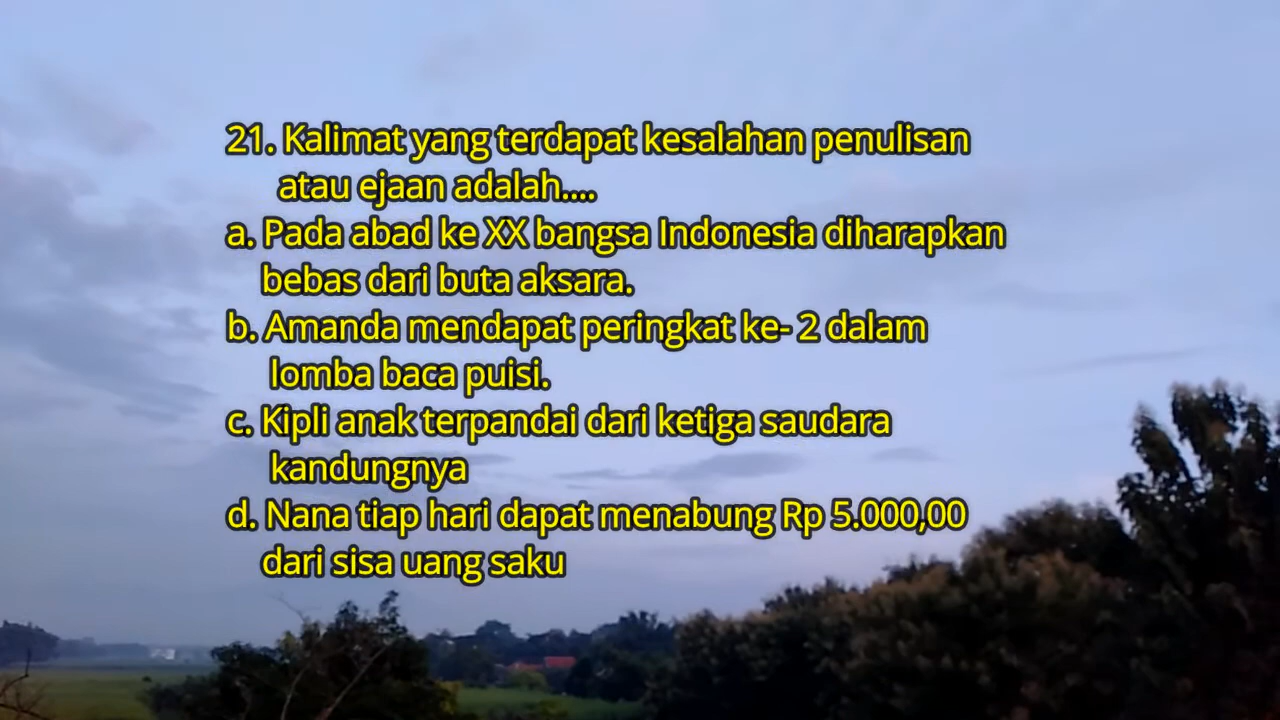 21. Kalimat yang terdapat kesalahan penulisan
atau ejaan adalah....
a. Pada abad ke XX bangsa Indonesia diharapkan
bebas dari buta aksara.
b. Amanda mendapat peringkat ke- 2 dalam
lomba baca puisi.
c. Kipli anak terpandai dari ketiga saudara
kandungnya
d. Nana tiap hari dapat menabung Rp 5.000,00
dari sisa uang saku